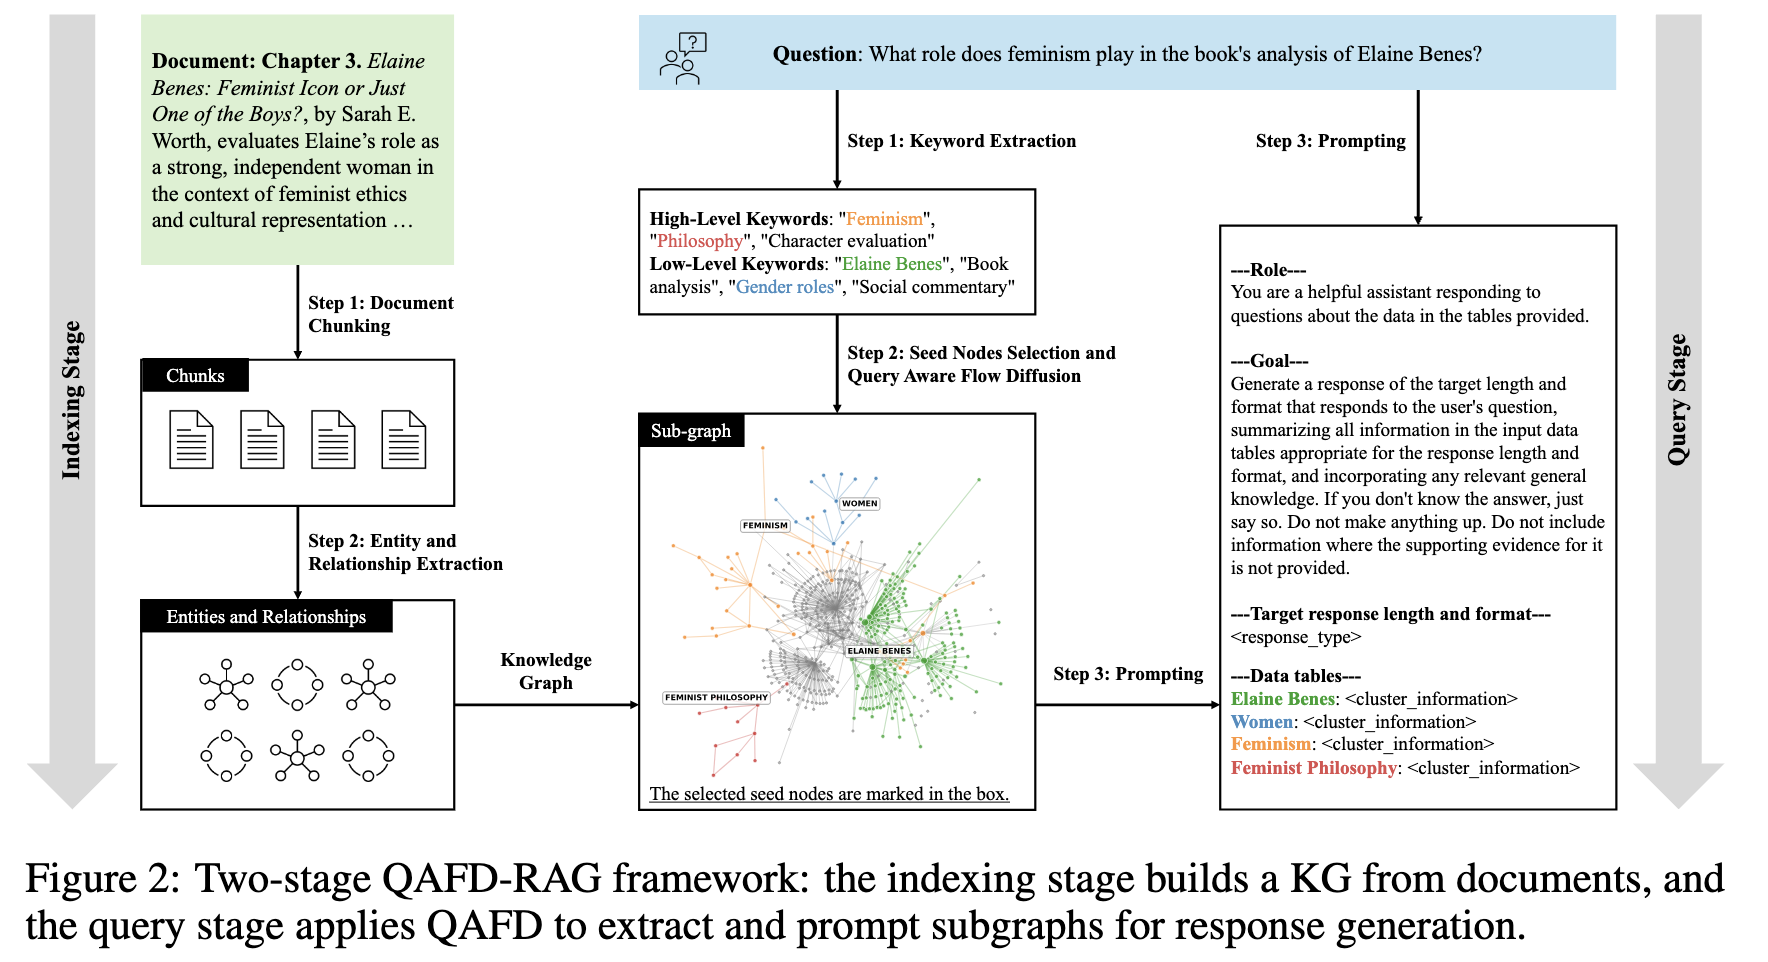 Indexing Stage
Document: Chapter 3. Elaine
Benes: Feminist Icon or Just
One of the Boys?, by Sarah E.
Worth, evaluates Elaine’s role as
a strong, independent woman in
the context of feminist ethics
and cultural representation …
Step 1: Document
Chunking
Chunks
Step 2: Entity and
Relationship Extraction
Entities and Relationships
Knowledge
Graph
?
Question: What role does feminism play in the book's analysis of Elaine Benes?
Step 1: Keyword Extraction
High-Level Keywords: "Feminism",
"Philosophy", "Character evaluation"
Low-Level Keywords: "Elaine Benes", "Book
analysis", "Gender roles", "Social commentary"
Step 2: Seed Nodes Selection and
Query Aware Flow Diffusion
Sub-graph
WOMEN
FEMINISM
ELAINE BENES
FEMINIST PHILOSOPHY
The selected seed nodes are marked in the box.
Step 3: Prompting
Step 3: Prompting
---Role---
You are a helpful assistant responding to
questions about the data in the tables provided.
---Goal---
Generate a response of the target length and
format that responds to the user's question,
summarizing all information in the input data
tables appropriate for the response length and
format, and incorporating any relevant general
knowledge. If you don't know the answer, just
say so. Do not make anything up. Do not include
information where the supporting evidence for it
is not provided.
---Target response length and format---
<response_type>
---Data tables---
Elaine Benes: <cluster_information>
Women: <cluster_information>
Feminism: <cluster_information>
Feminist Philosophy: <cluster_information>
Query Stage
Figure 2: Two-stage QAFD-RAG framework: the indexing stage builds a KG from documents, and
the query stage applies QAFD to extract and prompt subgraphs for response generation.